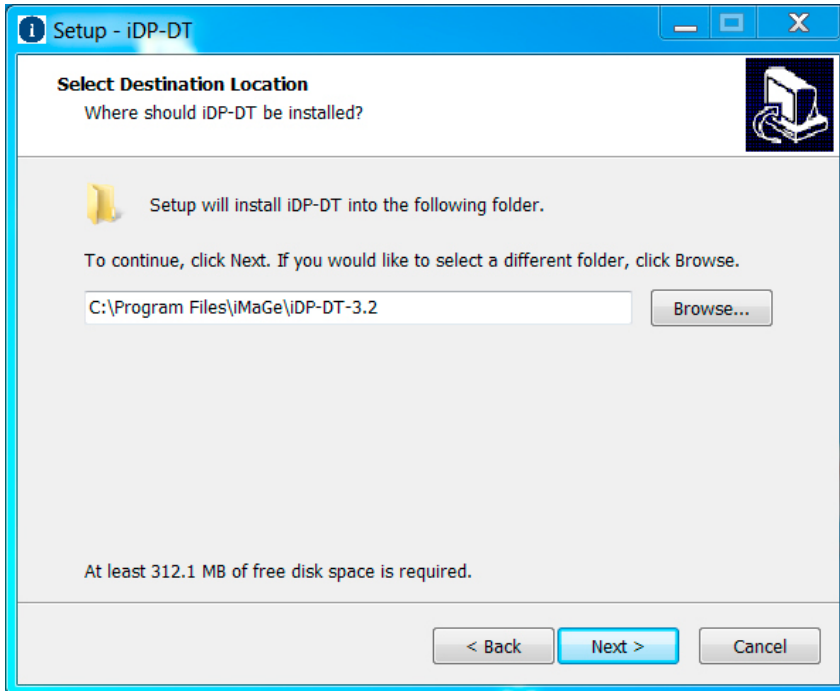 Setup - iDP-DT
Select Destination Location
Where should iDP-DT be installed?
Setup will install iDP-DT into the following folder.
To continue, click Next. If you would like to select a different folder, click Browse.
C:\Program Files\iMaGe\iDP-DT-3.2
Browse...
At least 312.1 MB of free disk space is required.
< Back
Next >
Cancel